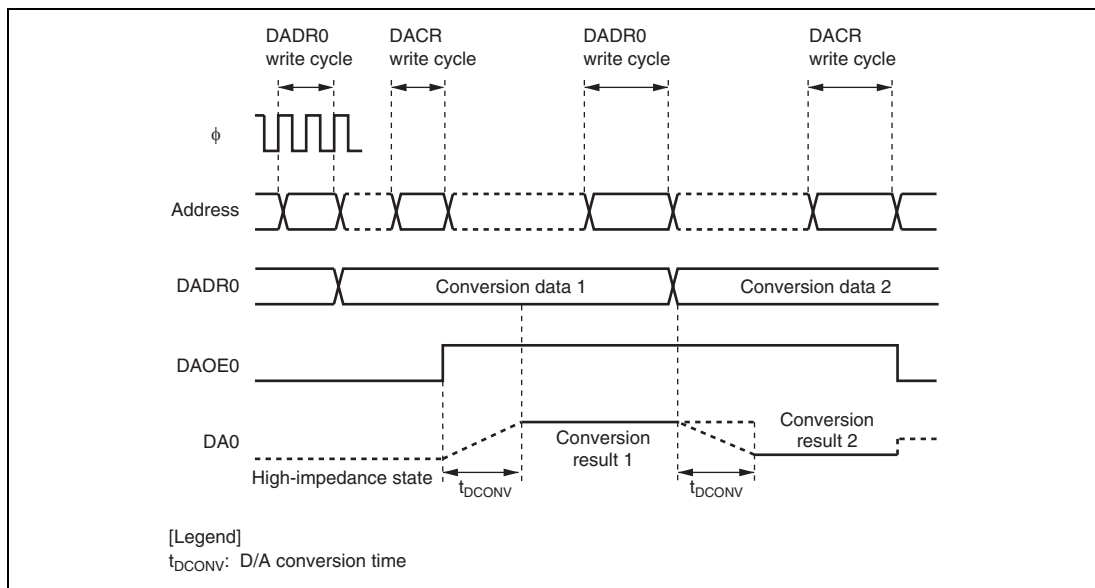 DADR0
write cycle
DACR
write cycle
DADR0
write cycle
DACR
write cycle
ϕ
Address
DADR0
Conversion data 1
Conversion data 2
DAOE0
DA0
Conversion
result 1
Conversion
result 2
High-impedance state
tDCONV
tDCONV
[Legend]
tDCONV: D/A conversion time